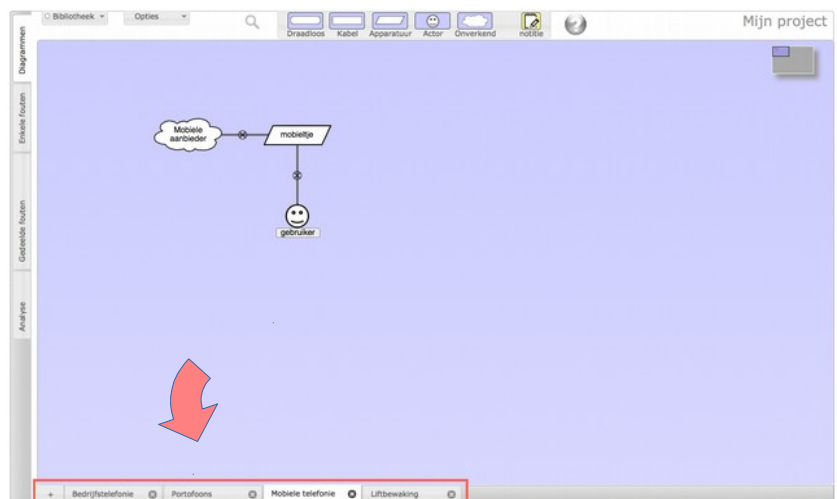 Bibliotheek
Opties
Draadloos
Kabel
Apparatuur
Actor
Onverkend
notitie
?
Mijn project
Diagrammen
Enkele fouten
Gedeelde fouten
Analyse
Mobiele
aanbieder
mobieltje
gebruiker
+ Bedrijfstelefonie
Portofoons
Mobiele telefonie
Liftbewaking